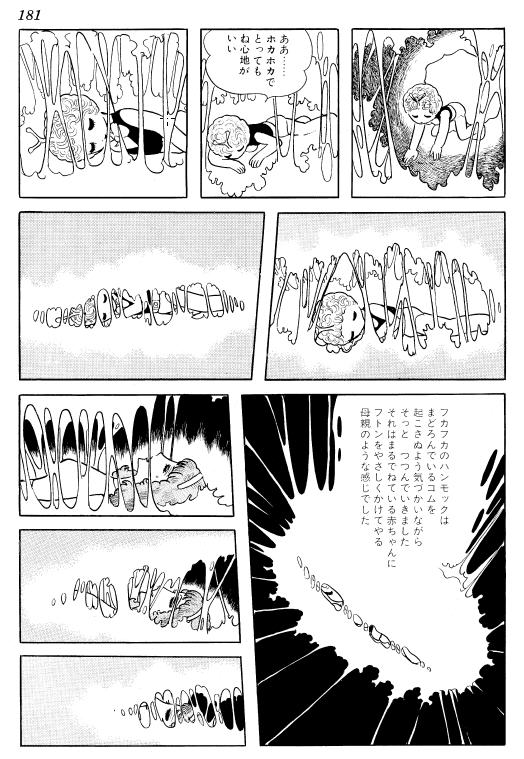 181
ああ……
ホカホカで
とっても
ね心地が
いい
フカフカのハンモックは
まどろんでいるコムを
起こさぬよう気づかいながら
そっと つつんでいきました
それはまるでねている赤ちゃんに
フトンをやさしくかけてやる
母親のような感じでした